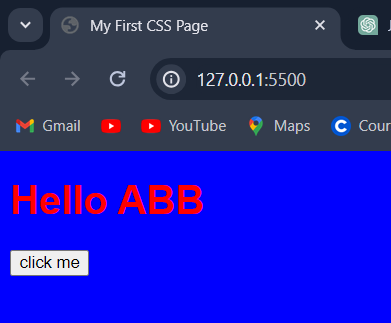 My First CSS Page
127.0.0.1:5500
Gmail
YouTube
Maps
Cour
Hello ABB
click me